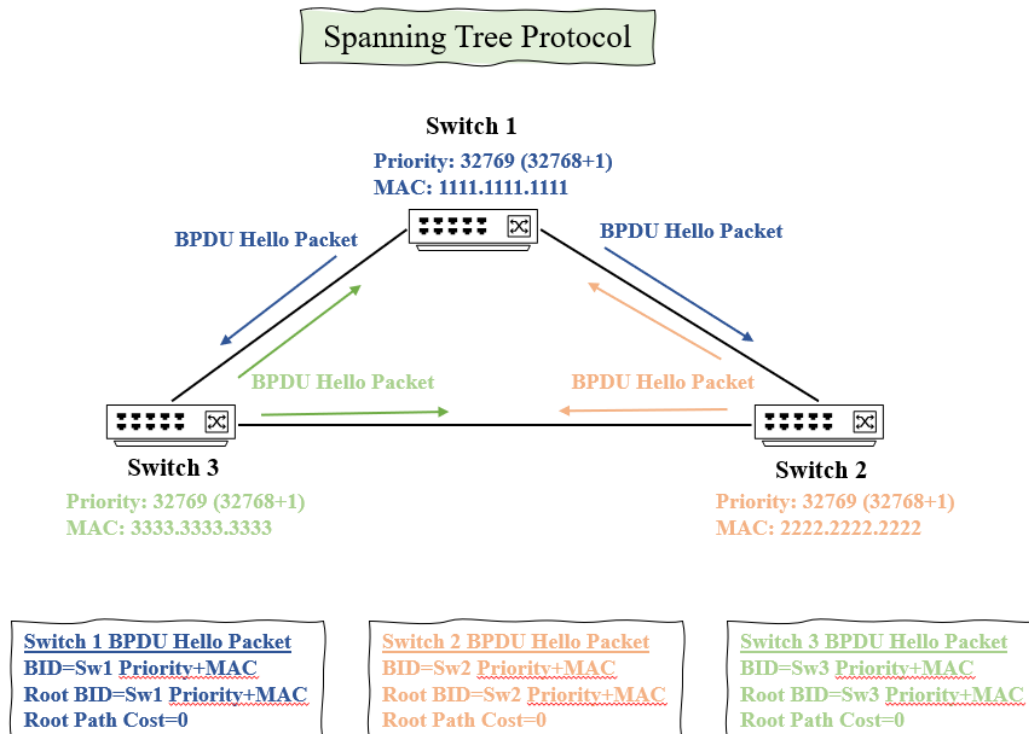 Spanning Tree Protocol
Switch 1
Priority: 32769 (32768+1)
MAC: 1111.1111.1111
BPDU Hello Packet
BPDU Hello Packet
BPDU Hello Packet
BPDU Hello Packet
Switch 3
Priority: 32769 (32768+1)
MAC: 3333.3333.3333
Switch 2
Priority: 32769 (32768+1)
MAC: 2222.2222.2222
Switch 1 BPDU Hello Packet
BID=Sw1 Priority+MAC
Root BID=Sw1 Priority+MAC
Root Path Cost=0
Switch 2 BPDU Hello Packet
BID=Sw2 Priority+MAC
Root BID=Sw2 Priority+MAC
Root Path Cost=0
Switch 3 BPDU Hello Packet
BID=Sw3 Priority+MAC
Root BID=Sw3 Priority+MAC
Root Path Cost=0